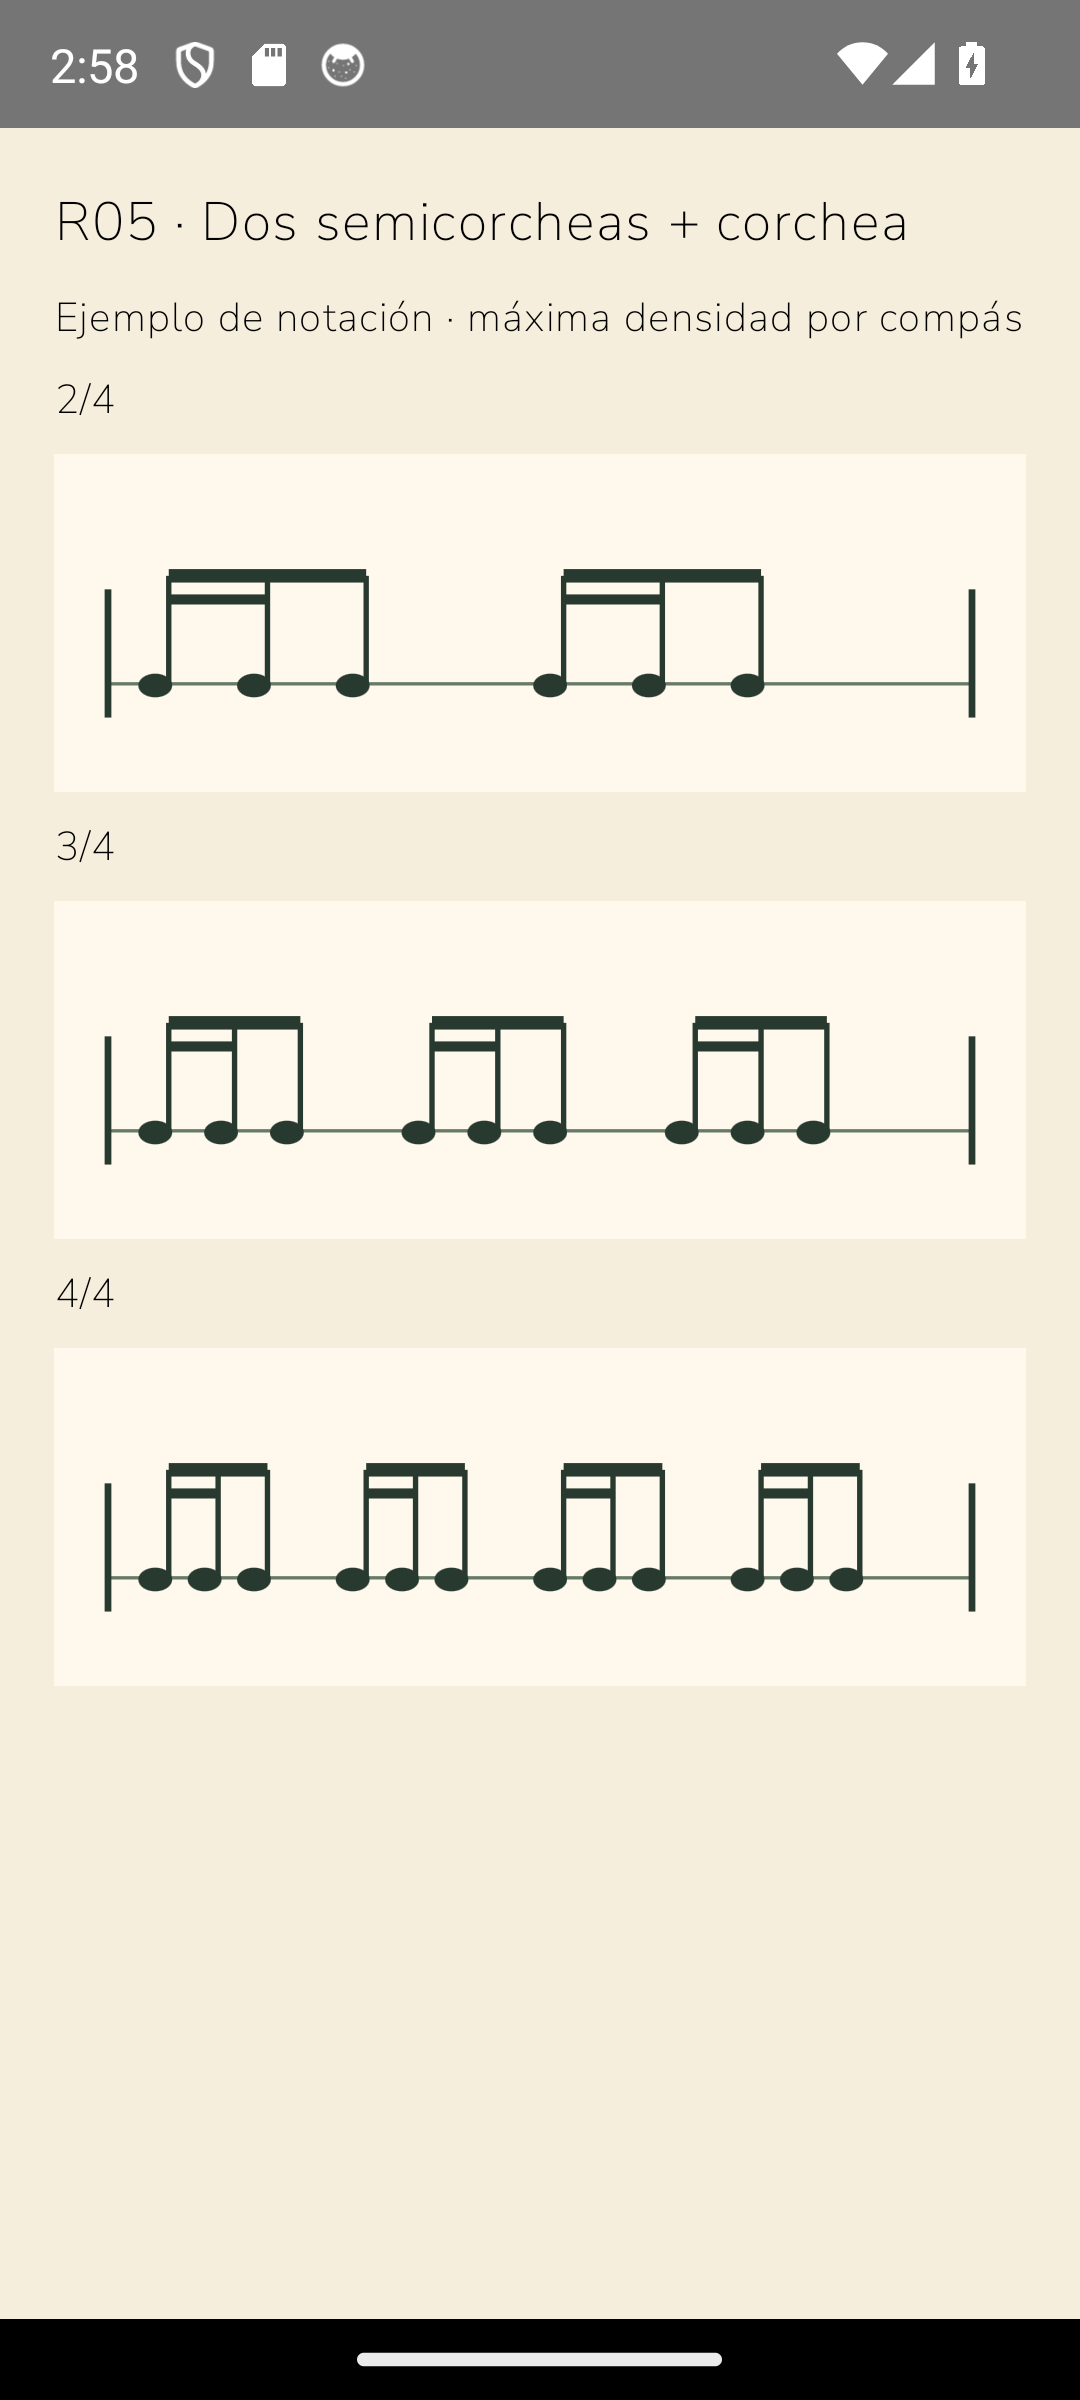 2:58
R05 · Dos semicorcheas + corchea
Ejemplo de notación · máxima densidad por compás
2/4
3/4
4/4